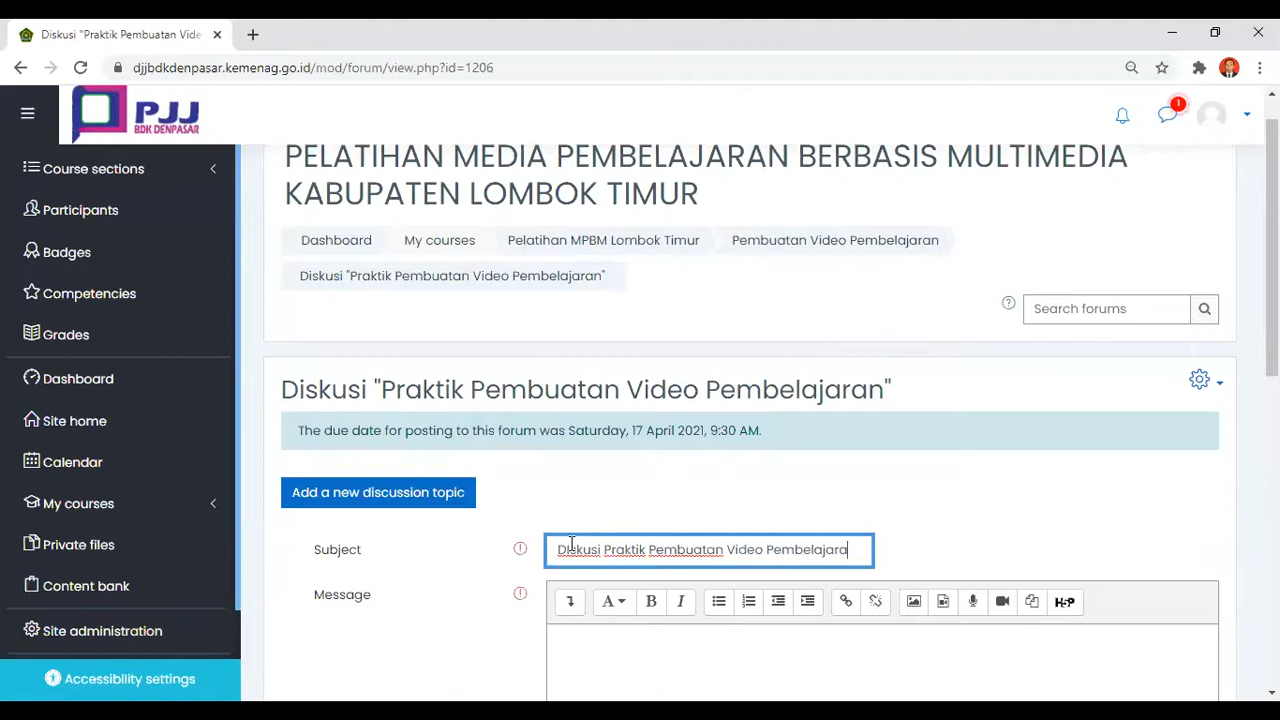 Diskusi "Praktik Pembuatan Vide
djjbdkdenpasar.kemenag.go.id/mod/forum/view.php?id=1206
PJJ
BDK DENPASAR
1
Course sections
Participants
Badges
Competencies
Grades
Dashboard
Site home
Calendar
My courses
Private files
Content bank
Site administration
Accessibility settings
PELATIHAN MEDIA PEMBELAJARAN BERBASIS MULTIMEDIA
KABUPATEN LOMBOK TIMUR
Dashboard My courses Pelatihan MPBM Lombok Timur Pembuatan Video Pembelajaran
Diskusi "Praktik Pembuatan Video Pembelajaran"
Search forums
Diskusi "Praktik Pembuatan Video Pembelajaran"
The due date for posting to this forum was Saturday, 17 April 2021, 9:30 AM.
Add a new discussion topic
Subject Diskusi Praktik Pembuatan Video Pembelajara
Message
A B I H5P